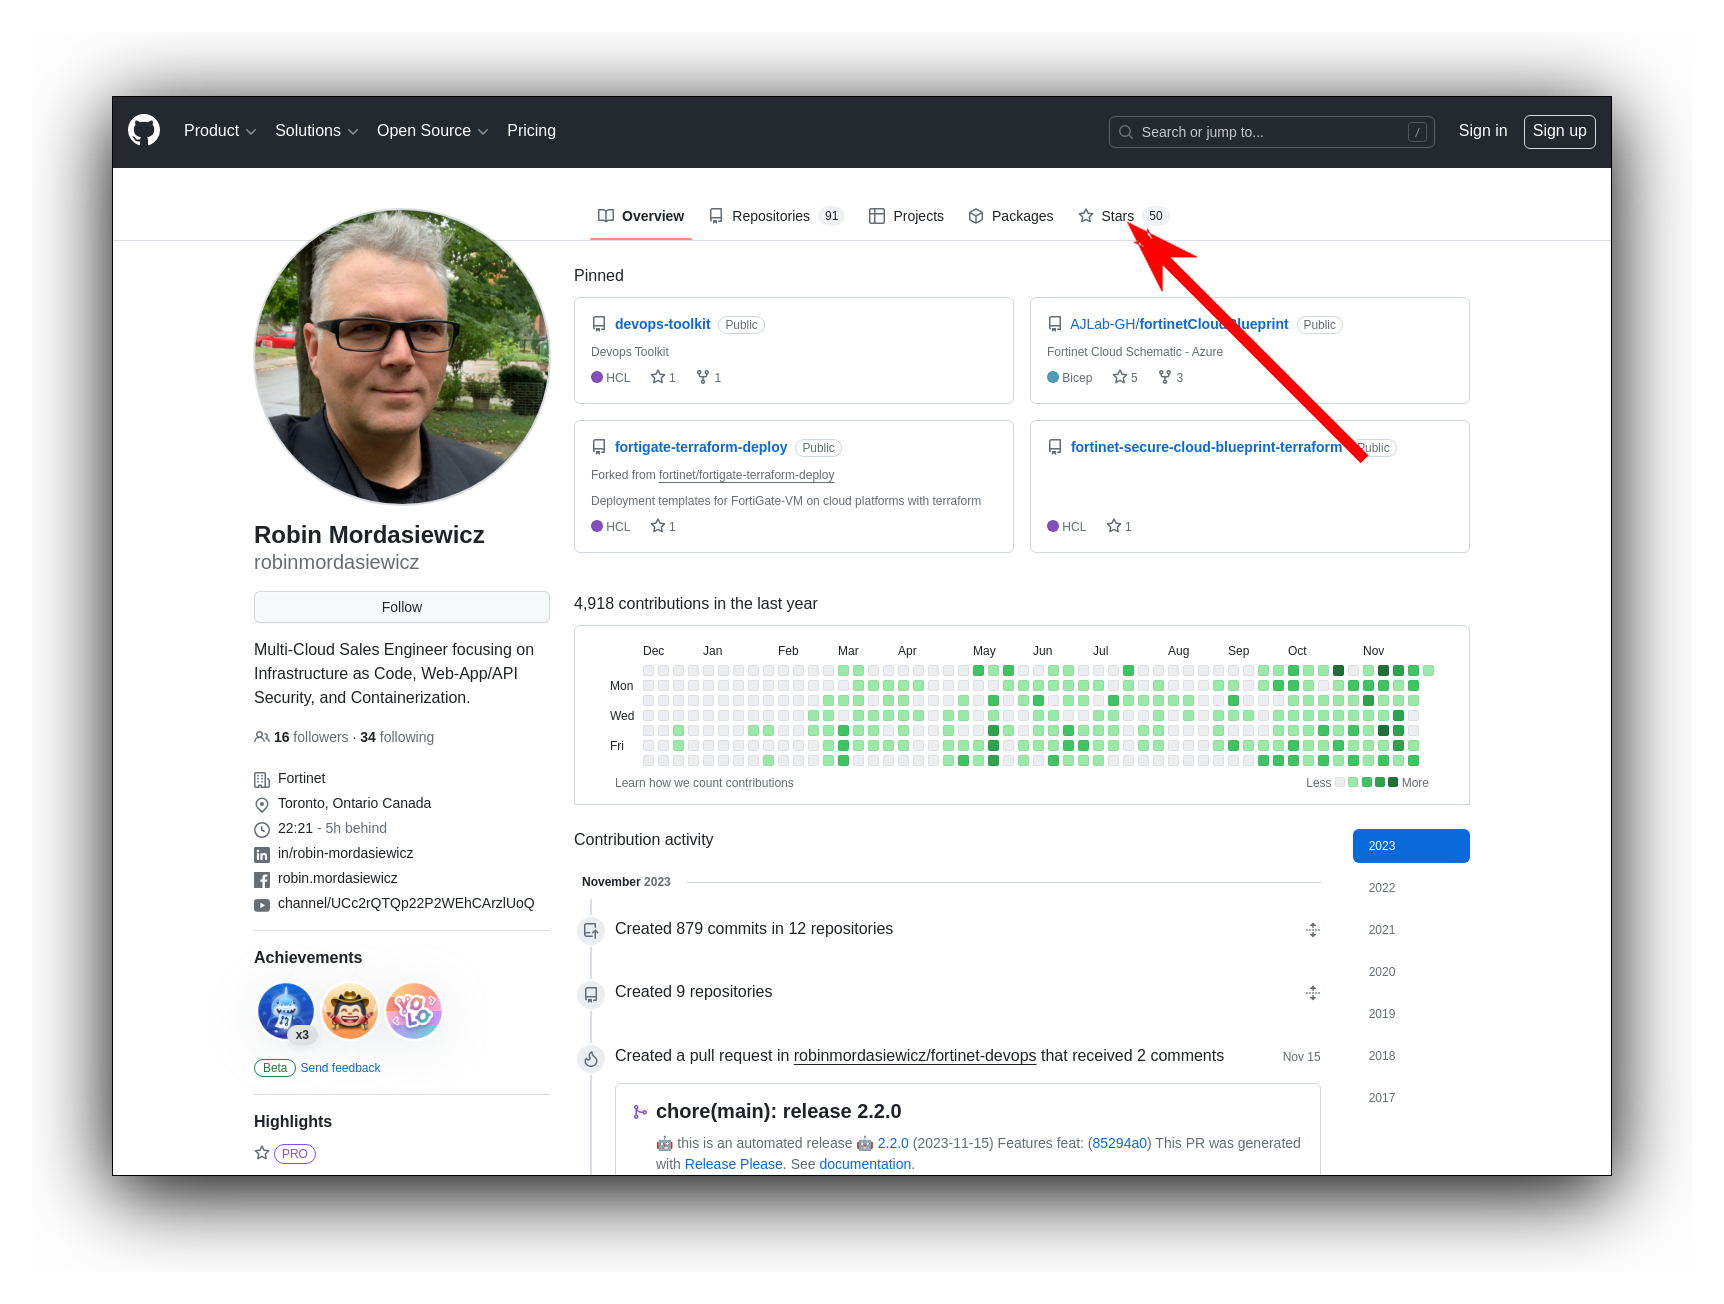 Product Solutions Open Source Pricing Search or jump to... / Sign in Sign up
Overview Repositories 91 Projects Packages Stars 50
Robin Mordasiewicz
robinmordasiewicz
Follow
Multi-Cloud Sales Engineer focusing on
Infrastructure as Code, Web-App/API
Security, and Containerization.
16 followers · 34 following
Fortinet
Toronto, Ontario Canada
22:21 - 5h behind
in/robin-mordasiewicz
robin.mordasiewicz
channel/UCc2rQTQp22P2WEhCArzlUoQ
Achievements
x3
YOLO
Beta Send feedback
Highlights
PRO
Pinned
devops-toolkit Public
Devops Toolkit
HCL 1 1
AJLab-GH/fortinetCloudBlueprint Public
Fortinet Cloud Schematic - Azure
Bicep 5 3
fortigate-terraform-deploy Public
Forked from fortinet/fortigate-terraform-deploy
Deployment templates for FortiGate-VM on cloud platforms with terraform
HCL 1
fortinet-secure-cloud-blueprint-terraform Public
HCL 1
4,918 contributions in the last year
Dec Jan Feb Mar Apr May Jun Jul Aug Sep Oct Nov
Mon
Wed
Fri
Learn how we count contributions Less More
Contribution activity
November 2023
Created 879 commits in 12 repositories
Created 9 repositories
Created a pull request in robinmordasiewicz/fortinet-devops that received 2 comments Nov 15
chore(main): release 2.2.0
🤖 this is an automated release 🤖 2.2.0 (2023-11-15) Features feat: (85294a0) This PR was generated
with Release Please. See documentation.
2023
2022
2021
2020
2019
2018
2017